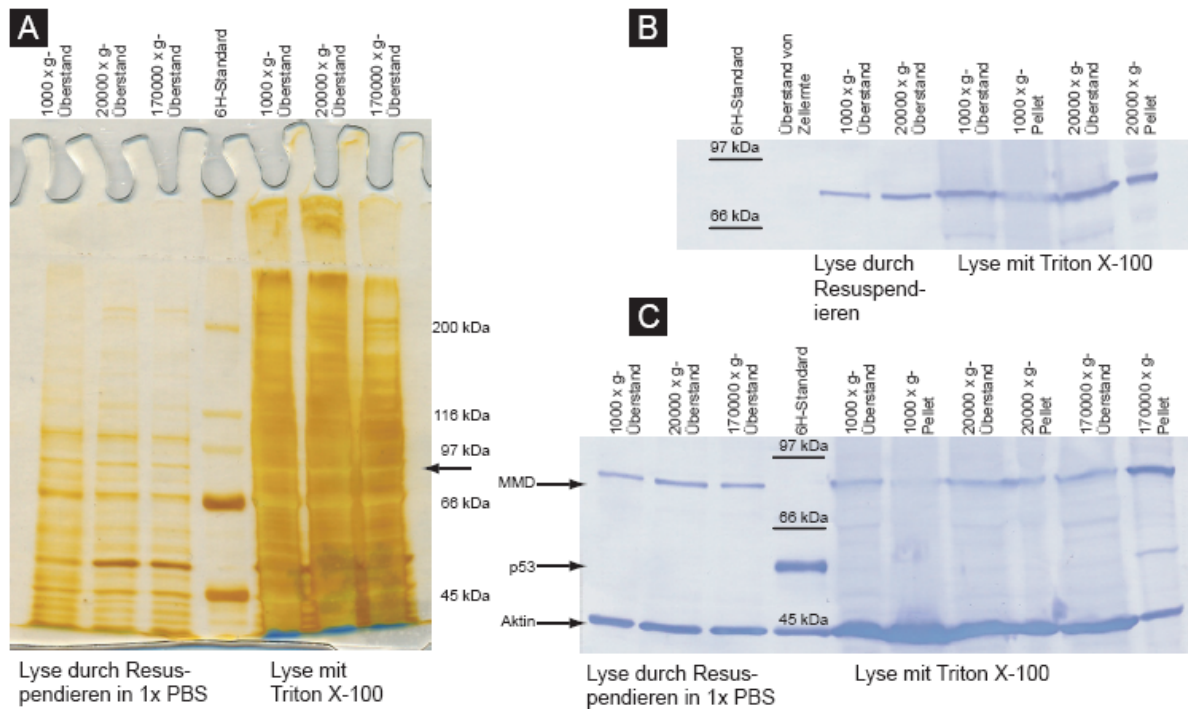 A
1000 x g-
Überstand
20000 x g-
Überstand
170000 x g-
Überstand
6H-Standard
1000 x g-
Überstand
20000 x g-
Überstand
170000 x g-
Überstand
200 kDa
116 kDa
97 kDa
66 kDa
45 kDa
Lyse durch Resus-
pendieren in 1x PBS
Lyse mit
Triton X-100
B
6H-Standard
Überstand von
Zellernte
1000 x g-
Überstand
20000 x g-
Überstand
1000 x g-
Überstand
1000 x g-
Pellet
20000 x g-
Überstand
20000 x g-
Pellet
97 kDa
66 kDa
Lyse durch
Resuspend-
ieren
Lyse mit Triton X-100
C
1000 x g-
Überstand
20000 x g-
Überstand
170000 x g-
Überstand
6H-Standard
1000 x g-
Überstand
1000 x g-
Pellet
20000 x g-
Überstand
20000 x g-
Pellet
170000 x g-
Überstand
170000 x g-
Pellet
97 kDa
MMD
66 kDa
p53
Aktin
45 kDa
Lyse durch Resus-
pendieren in 1x PBS
Lyse mit Triton X-100